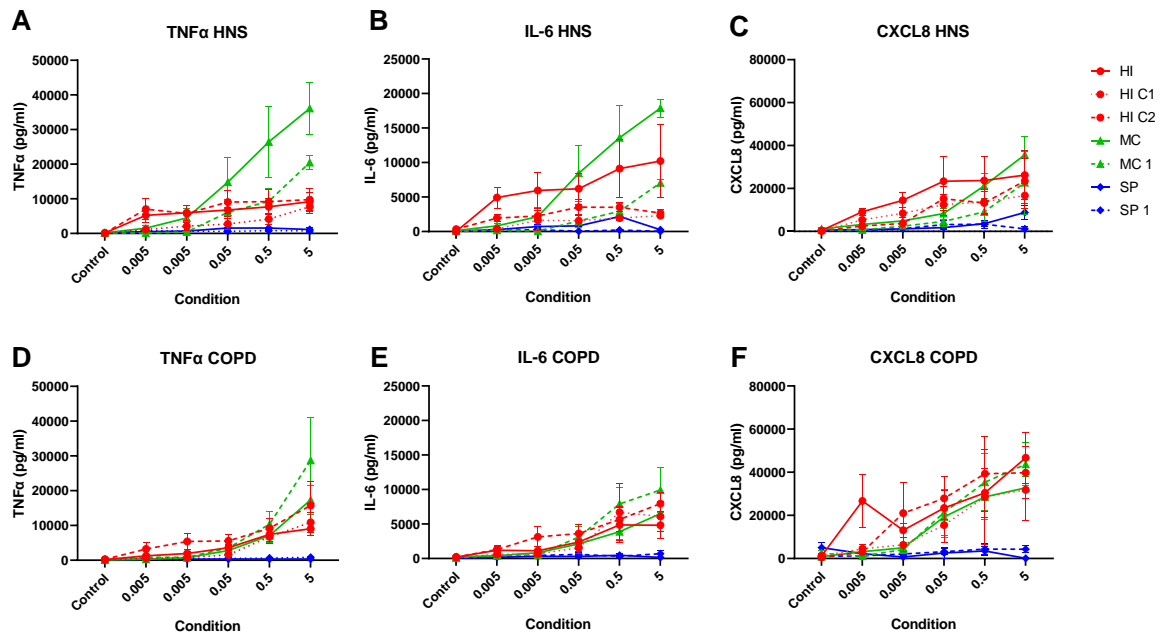 A
TNFα HNS
TNFα (pg/ml)
50000
40000
30000
20000
10000
0
Control
0.005
0.005
0.05
0.5
5
Condition
B
IL-6 HNS
IL-6 (pg/ml)
25000
20000
15000
10000
5000
0
Control
0.005
0.005
0.05
0.5
5
Condition
C
CXCL8 HNS
CXCL8 (pg/ml)
80000
60000
40000
20000
0
Control
0.005
0.005
0.05
0.5
5
Condition
HI
HI C1
HI C2
MC
MC 1
SP
SP 1
D
TNFα COPD
TNFα (pg/ml)
50000
40000
30000
20000
10000
0
Control
0.005
0.005
0.05
0.5
5
Condition
E
IL-6 COPD
IL-6 (pg/ml)
25000
20000
15000
10000
5000
0
Control
0.005
0.005
0.05
0.5
5
Condition
F
CXCL8 COPD
CXCL8 (pg/ml)
80000
60000
40000
20000
0
Control
0.005
0.005
0.05
0.5
5
Condition